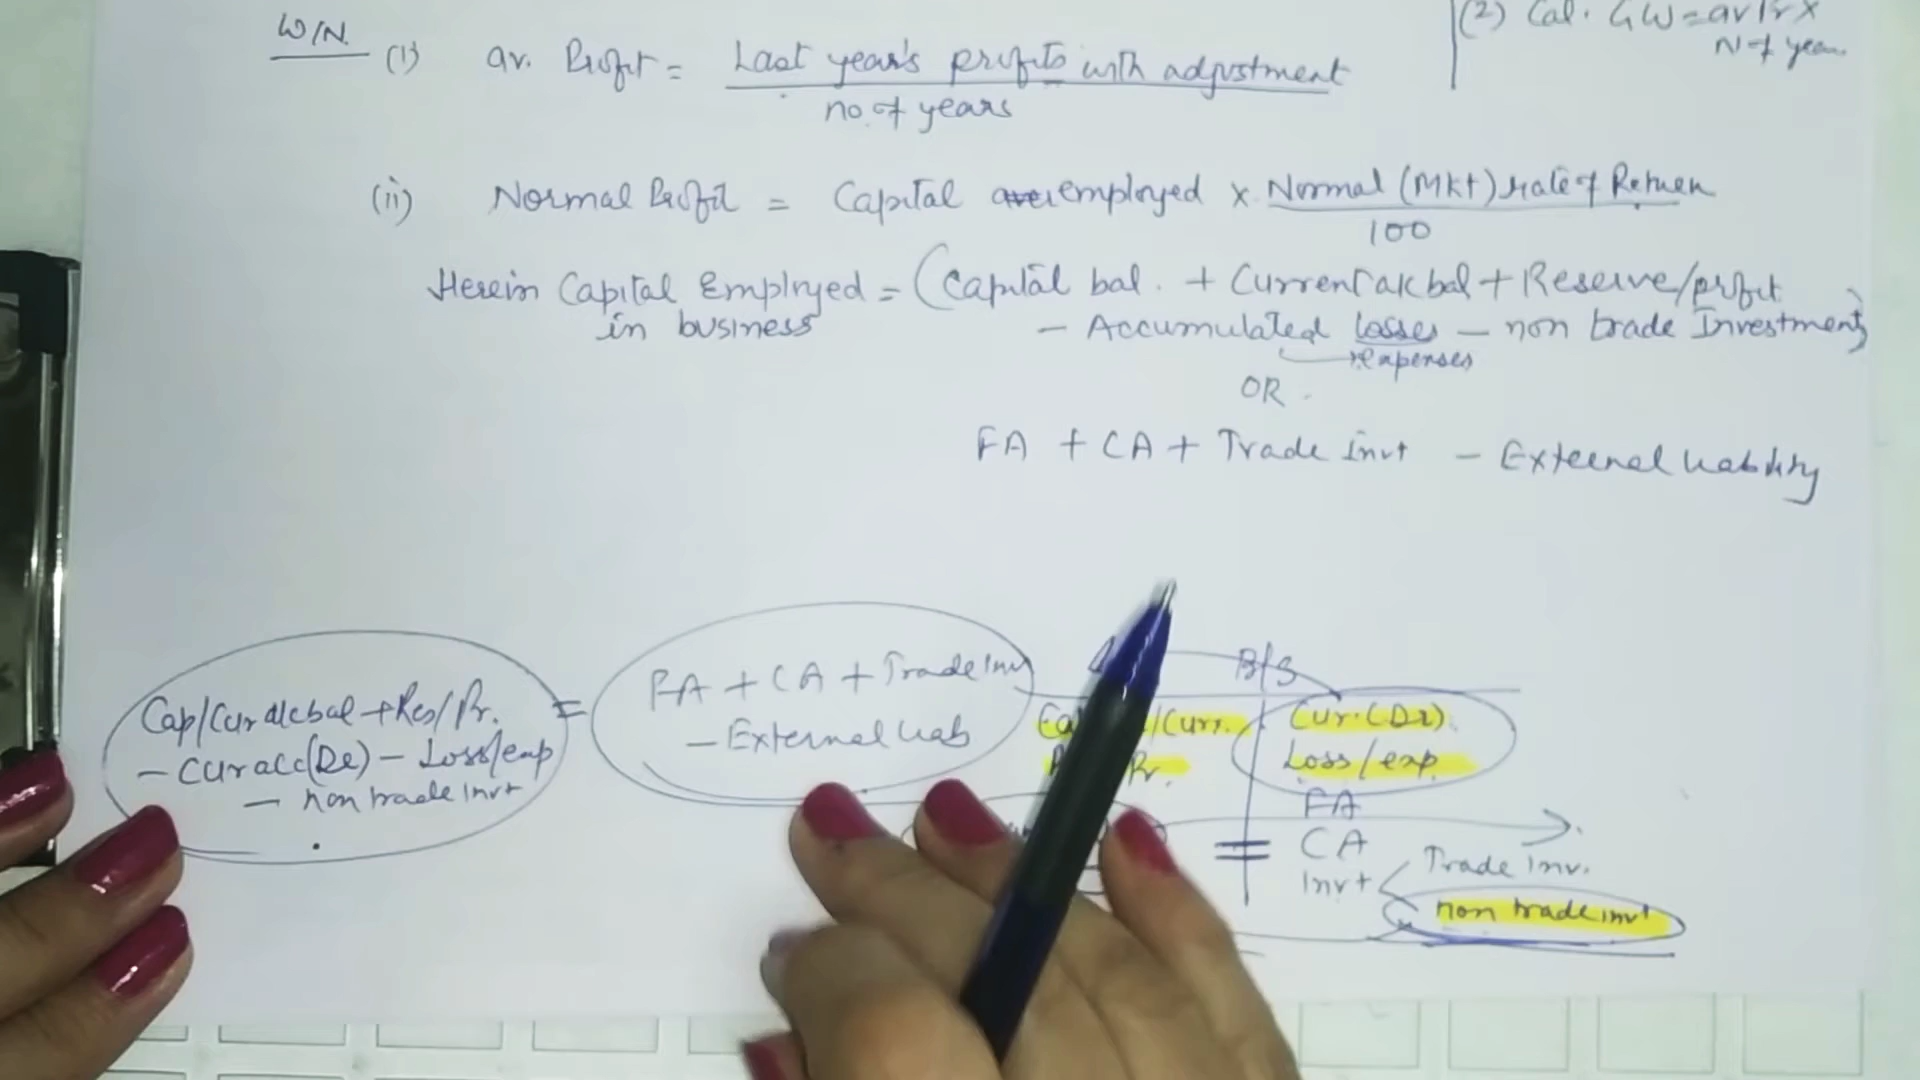 (2) Cal. GW = av Pr x
N of year
W/N.
(i) av. Profit = Last year's profits with adjustment
no. of years
(ii) Normal Profit = Capital employed x Normal (Mkt) rate of Return
100
Herein Capital Employed = (Capital bal. + Current a/c bal + Reserve/profit
in business - Accumulated losses - non trade Investment)
expenses
OR
FA + CA + Trade Invt - External liability
Cap/Cur a/c bal + Res/Pr.
- Cur acc (Dr) - Loss/exp
- non trade invt
=
FA + CA + Trade Inv
- External liab
B/S
/Curr.
Pr.
Cur. (Dr)
Loss/exp
FA
CA
Invt
Trade Inv.
non trade invt